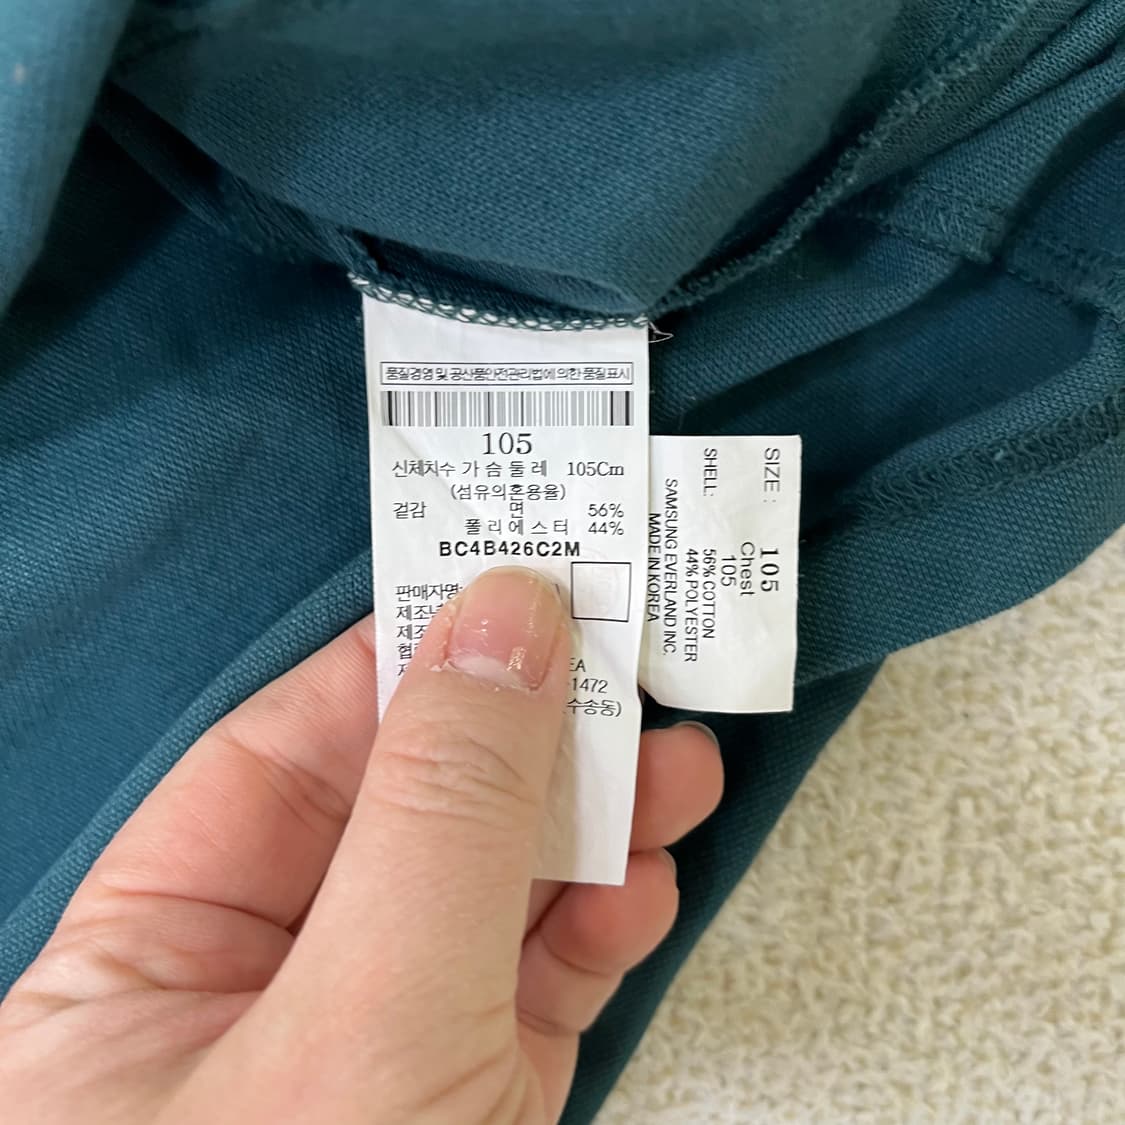 품질경영 및 공산품안전관리법에 의한 품질표시
105
신체치수 가 슴 둘 레 105Cm
(섬유의혼용율)
겉감 면 56%
폴 리 에 스 터 44%
BC4B426C2M
판매자명:
-1472
수송동)
SIZE : 105
Chest
105
SHELL: 56% COTTON
44% POLYESTER
SAMSUNG EVERLAND INC.
MADE IN KOREA